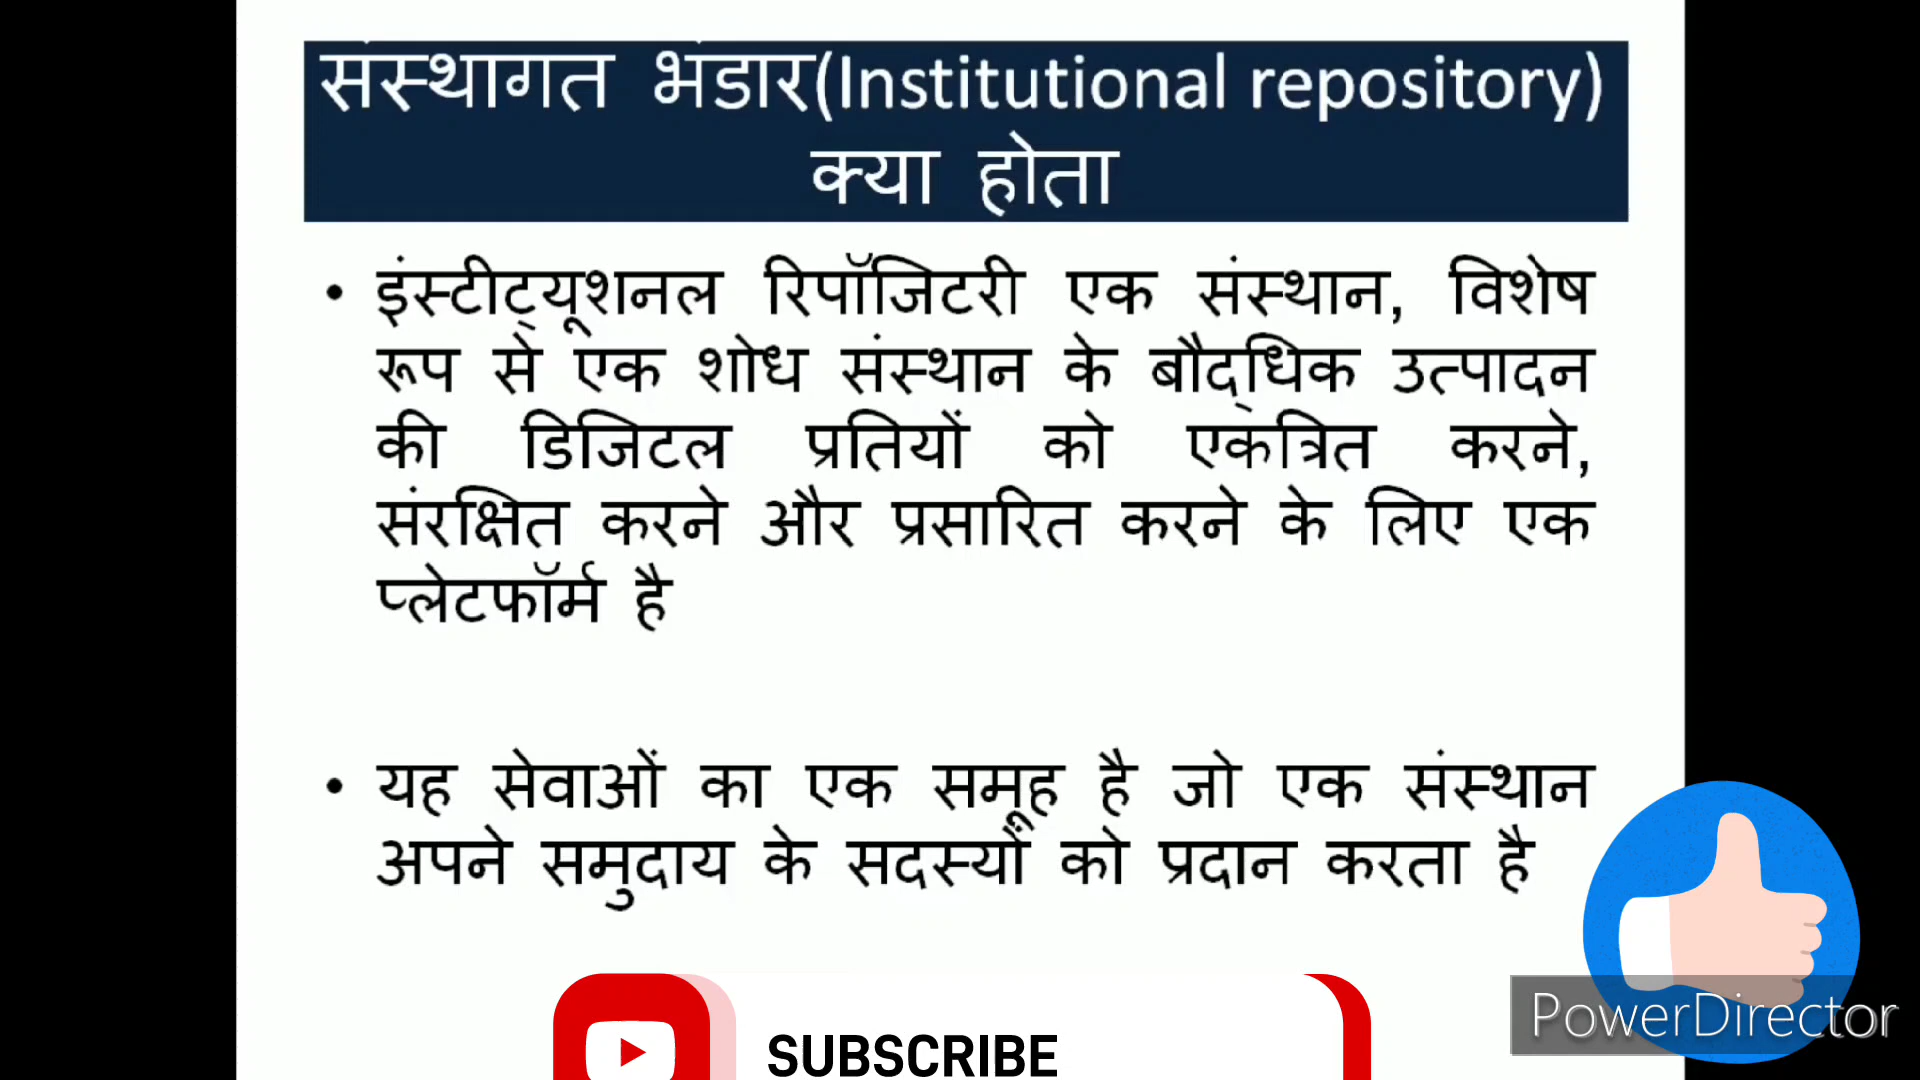 संस्थागत भंडार(Institutional repository)
क्या होता
• इंस्टीट्यूशनल रिपॉजिटरी एक संस्थान, विशेष
रूप से एक शोध संस्थान के बौद्धिक उत्पादन
की डिजिटल प्रतियों को एकत्रित करने,
संरक्षित करने और प्रसारित करने के लिए एक
प्लेटफॉर्म है
• यह सेवाओं का एक समूह है जो एक संस्थान
अपने समुदाय के सदस्यों को प्रदान करता है
PowerDirector
SUBSCRIBE